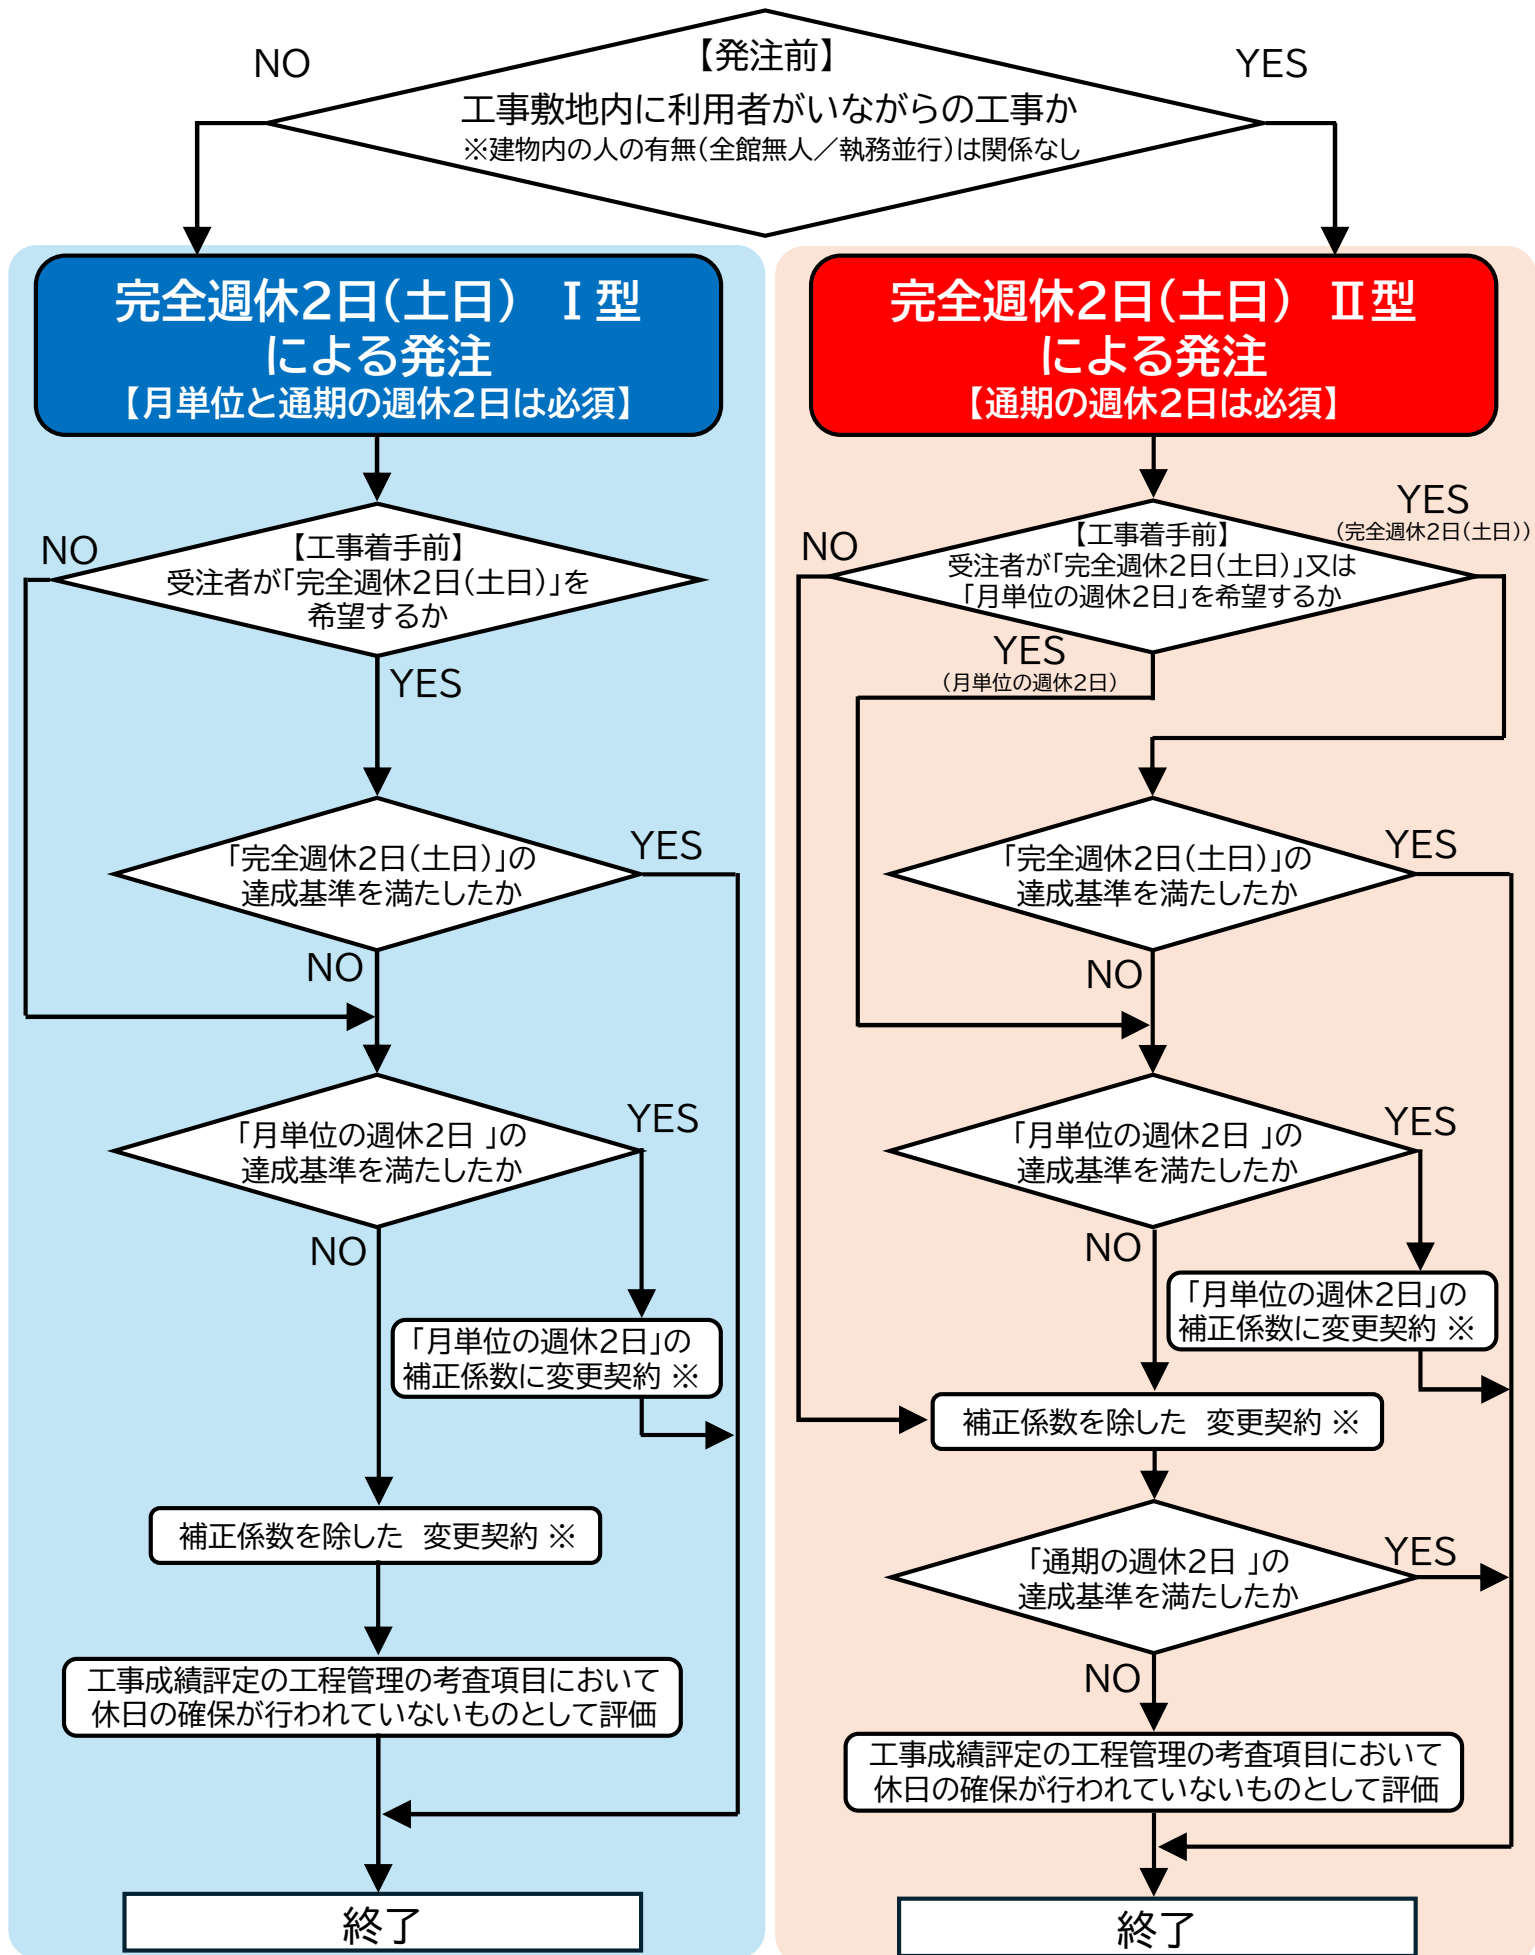 【発注前】
NO
YES
工事敷地内に利用者がいながらの工事か
※建物内の人の有無（全館無人／執務並行）は関係なし
完全週休2日（土日）　Ⅰ型
による発注
【月単位と通期の週休2日は必須】
【工事着手前】
NO
受注者が「完全週休2日（土日）」を
希望するか
YES
「完全週休2日（土日）」の
達成基準を満たしたか
YES
NO
「月単位の週休2日 」の
達成基準を満たしたか
YES
NO
「月単位の週休2日」の
補正係数に変更契約 ※
補正係数を除した　変更契約 ※
工事成績評定の工程管理の考査項目において
休日の確保が行われていないものとして評価
終了
完全週休2日（土日）　Ⅱ型
による発注
【通期の週休2日は必須】
YES
（完全週休2日（土日））
【工事着手前】
NO
受注者が「完全週休2日（土日）」又は
「月単位の週休2日」を希望するか
YES
（月単位の週休2日）
「完全週休2日（土日）」の
達成基準を満たしたか
YES
NO
「月単位の週休2日 」の
達成基準を満たしたか
YES
NO
「月単位の週休2日」の
補正係数に変更契約 ※
補正係数を除した　変更契約 ※
「通期の週休2日 」の
達成基準を満たしたか
YES
NO
工事成績評定の工程管理の考査項目において
休日の確保が行われていないものとして評価
終了